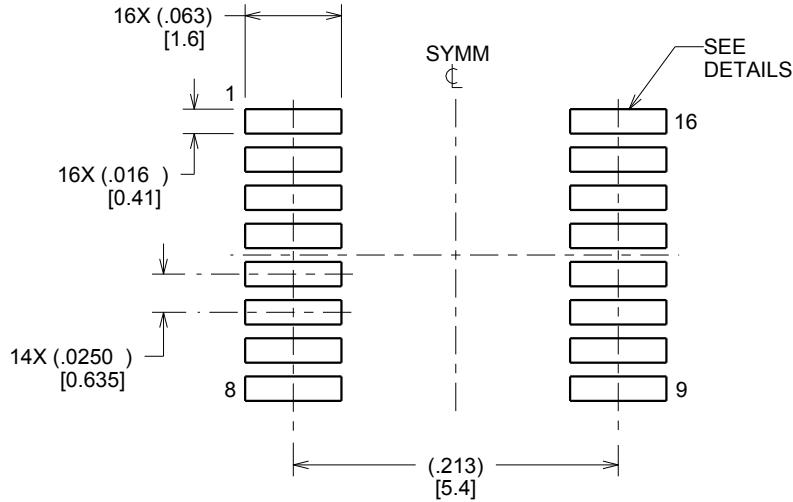 16X (.063)
[1.6]
SYMM
SEE
DETAILS
1
16
16X (.016 )
[0.41]
14X (.0250 )
[0.635]
8
9
(.213)
[5.4]